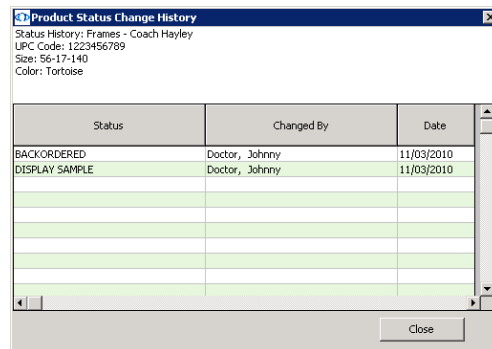 Product Status Change History
Status History: Frames - Coach Hayley
UPC Code: 1223456789
Size: 56-17-140
Color: Tortoise
Status Changed By Date
BACKORDERED Doctor, Johnny 11/03/2010
DISPLAY SAMPLE Doctor, Johnny 11/03/2010
Close